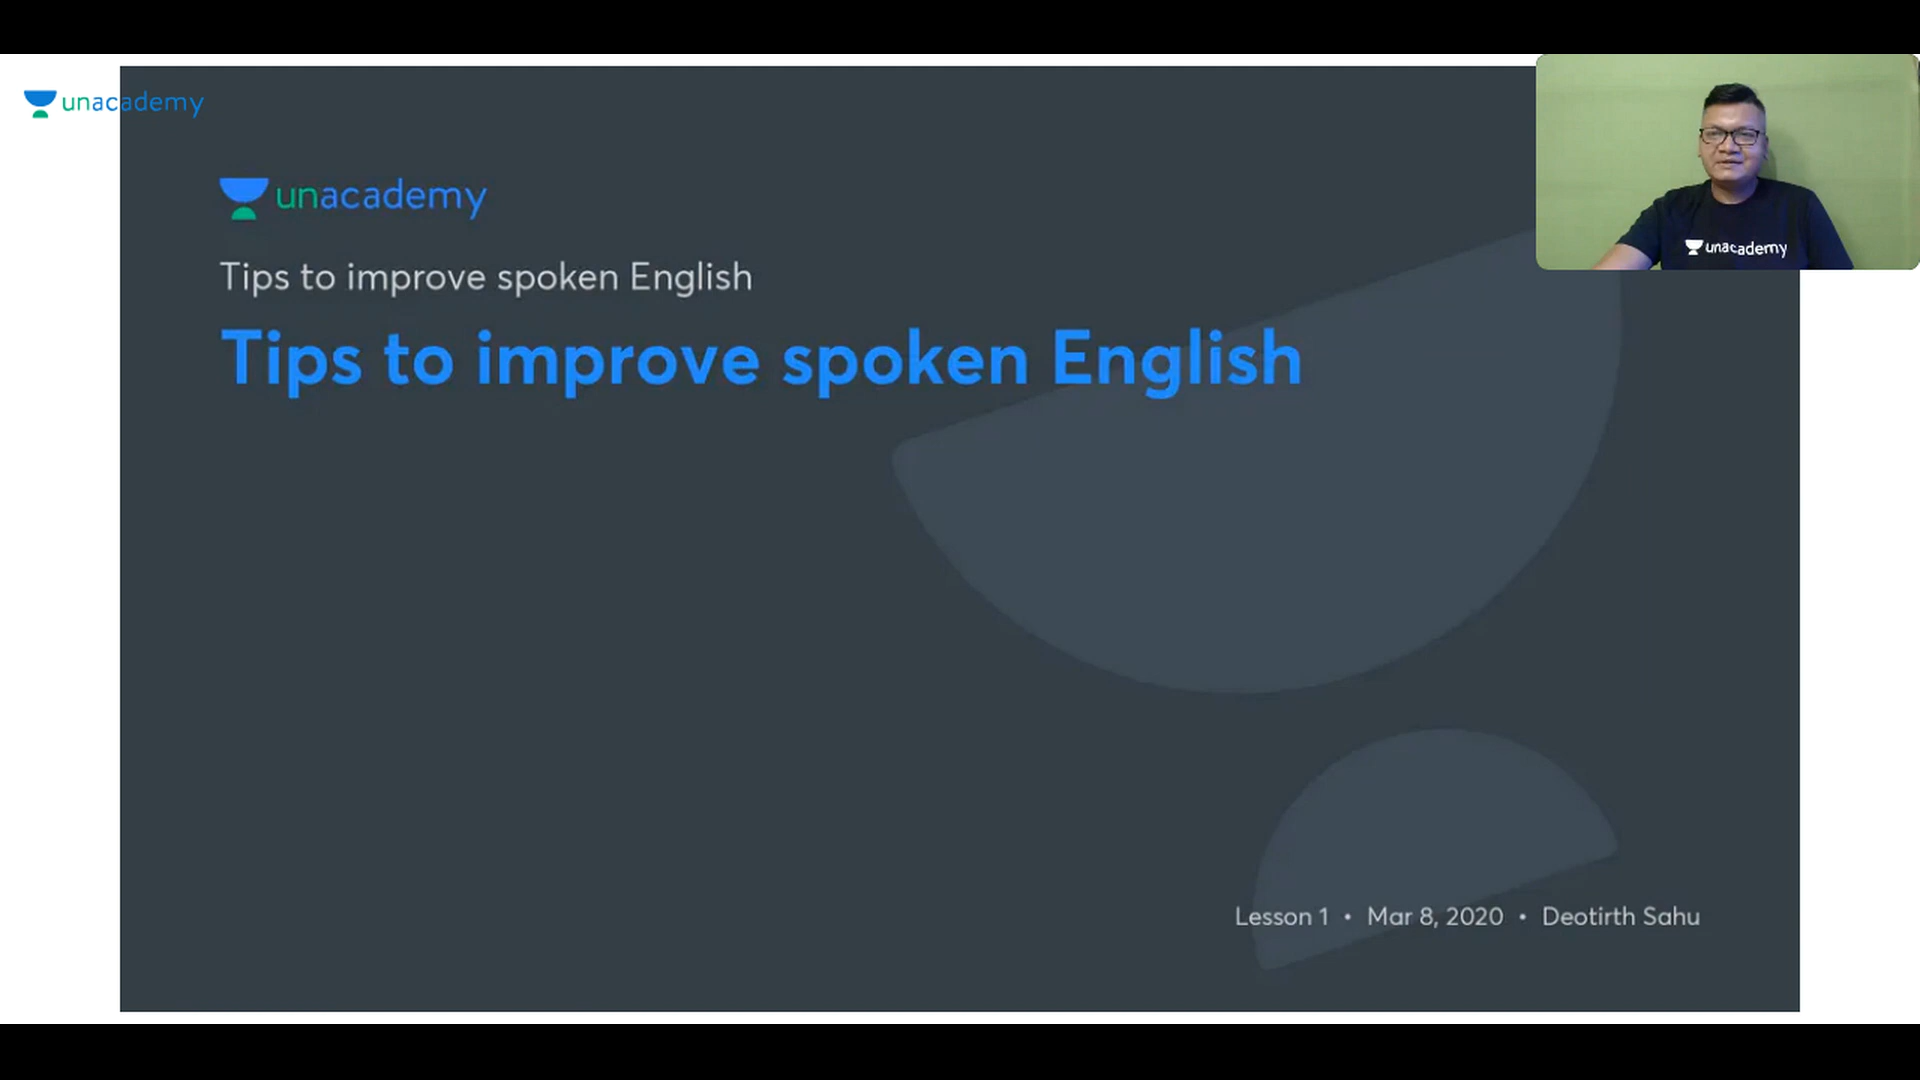 unacademy
unacademy
Tips to improve spoken English
Tips to improve spoken English
unacademy
Lesson 1 • Mar 8, 2020 • Deotirth Sahu